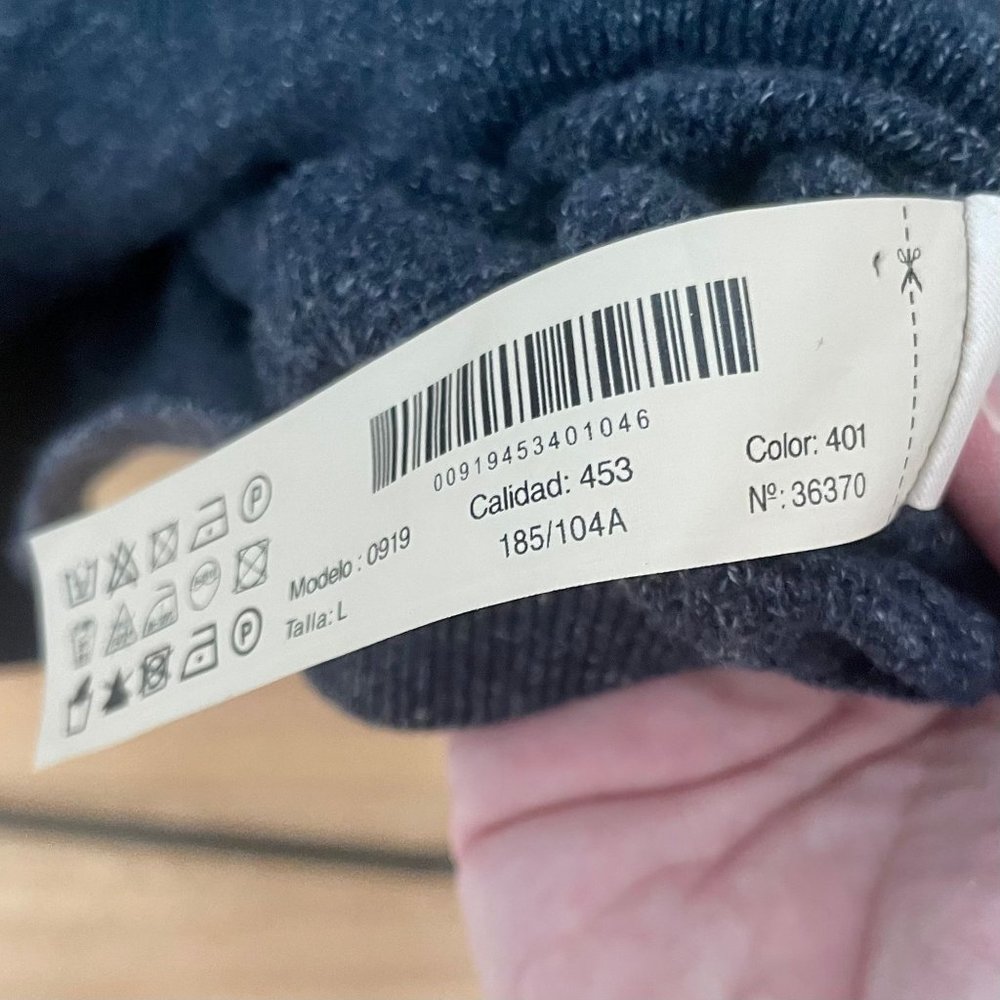 00919453401046
Calidad: 453
185/104A
Color: 401
Nº: 36370
Modelo : 0919
Talla: L
P
P